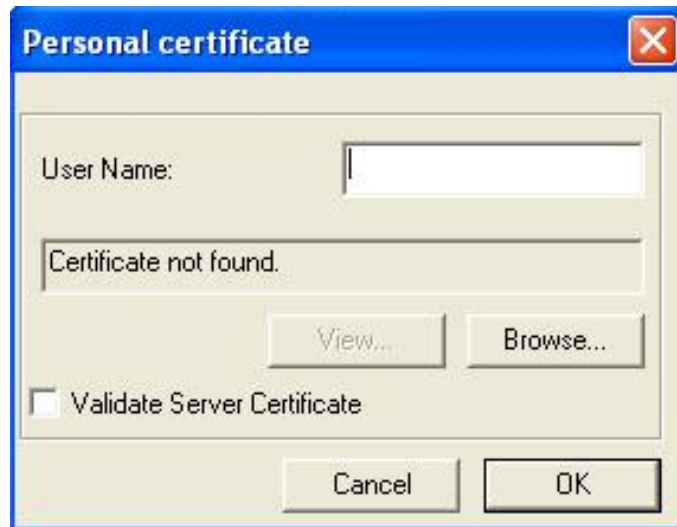 Personal certificate
User Name:
Certificate not found.
View...
Browse...
Validate Server Certificate
Cancel
OK